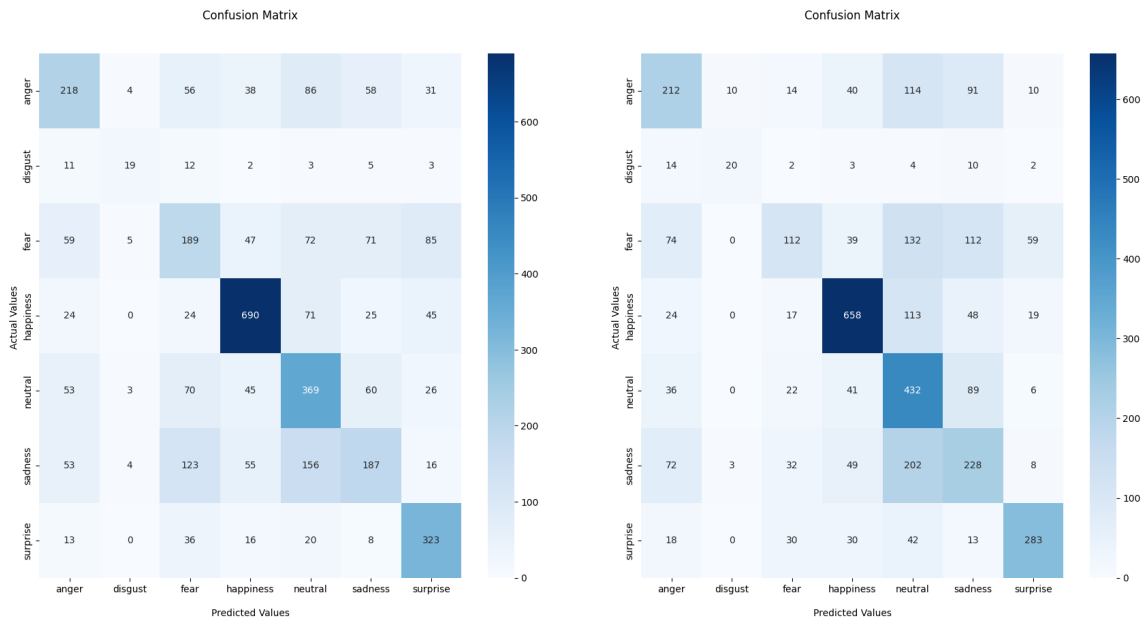 Confusion Matrix
anger 218 4 56 38 86 58 31
disgust 11 19 12 2 3 5 3
fear 59 5 189 47 72 71 85
happiness 24 0 24 690 71 25 45
neutral 53 3 70 45 369 60 26
sadness 53 4 123 55 156 187 16
surprise 13 0 36 16 20 8 323
Actual Values
anger disgust fear happiness neutral sadness surprise
Predicted Values
600
500
400
300
200
100
0
Confusion Matrix
anger 212 10 14 40 114 91 10
disgust 14 20 2 3 4 10 2
fear 74 0 112 39 132 112 59
happiness 24 0 17 658 113 48 19
neutral 36 0 22 41 432 89 6
sadness 72 3 32 49 202 228 8
surprise 18 0 30 30 42 13 283
Actual Values
anger disgust fear happiness neutral sadness surprise
Predicted Values
600
500
400
300
200
100
0